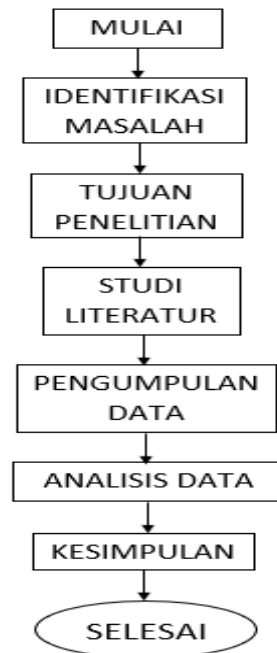 MULAI
IDENTIFIKASI
MASALAH
TUJUAN
PENELITIAN
STUDI
LITERATUR
PENGUMPULAN
DATA
ANALISIS DATA
KESIMPULAN
SELESAI